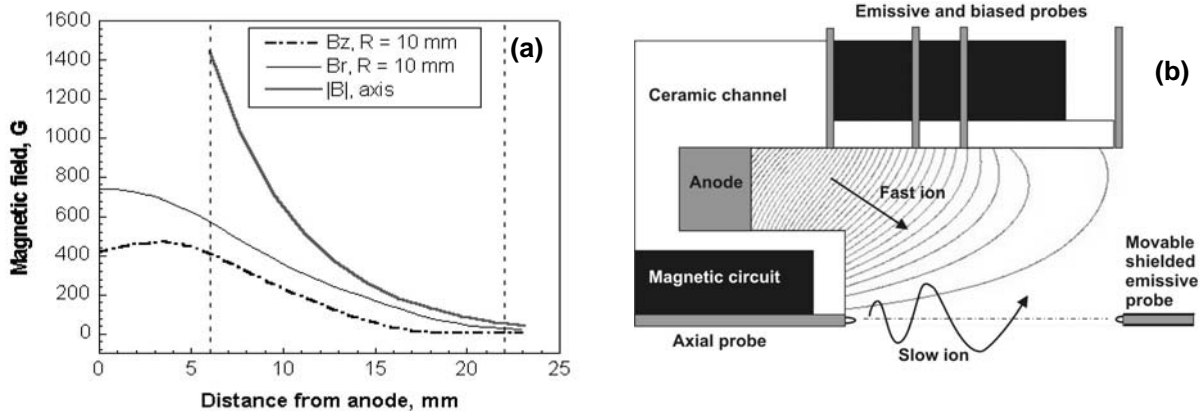 (a)
1600
1400
1200
1000
800
600
400
200
0
Magnetic field, G
Bz, R = 10 mm
Br, R = 10 mm
|B|, axis
0 5 10 15 20 25
Distance from anode, mm
(b)
Emissive and biased probes
Ceramic channel
Anode
Fast ion
Magnetic circuit
Movable
shielded
emissive
probe
Axial probe
Slow ion